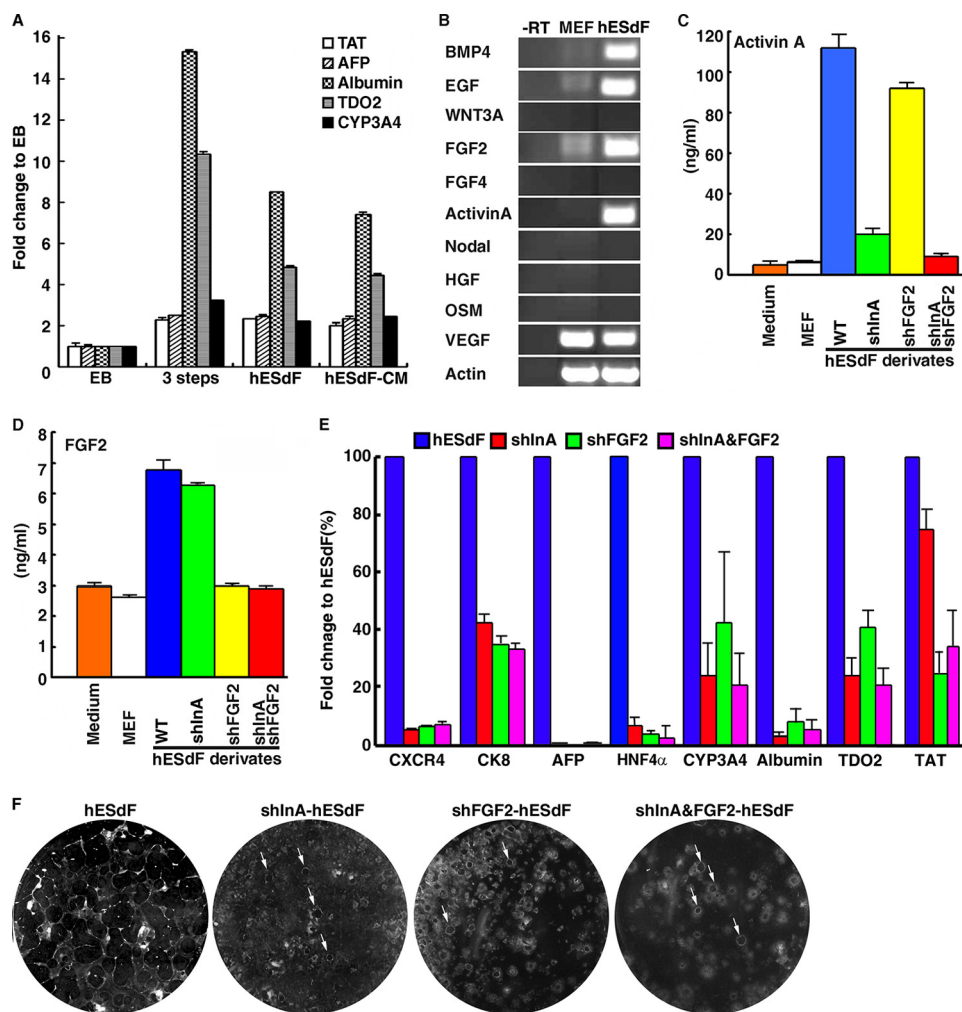 A
Fold change to EB
16
14
12
10
8
6
4
2
0
TAT
AFP
Albumin
TDO2
CYP3A4
EB 3 steps hESdF hESdF-CM
B
-RT MEF hESdF
BMP4
EGF
WNT3A
FGF2
FGF4
ActivinA
Nodal
HGF
OSM
VEGF
Actin
C
Activin A
(ng/ml)
120
100
80
60
40
20
0
Medium
MEF
WT
shInA
shFGF2
shInA
shFGF2
hESdF derivates
D
FGF2
(ng/ml)
8
7
6
5
4
3
2
1
0
Medium
MEF
WT
shInA
shFGF2
shInA
shFGF2
hESdF derivates
E
hESdF shInA shFGF2 shInA&FGF2
Fold chnage to hESdF(%)
100
80
60
40
20
0
CXCR4 CK8 AFP HNF4α CYP3A4 Albumin TDO2 TAT
F
hESdF shInA-hESdF shFGF2-hESdF shInA&FGF2-hESdF